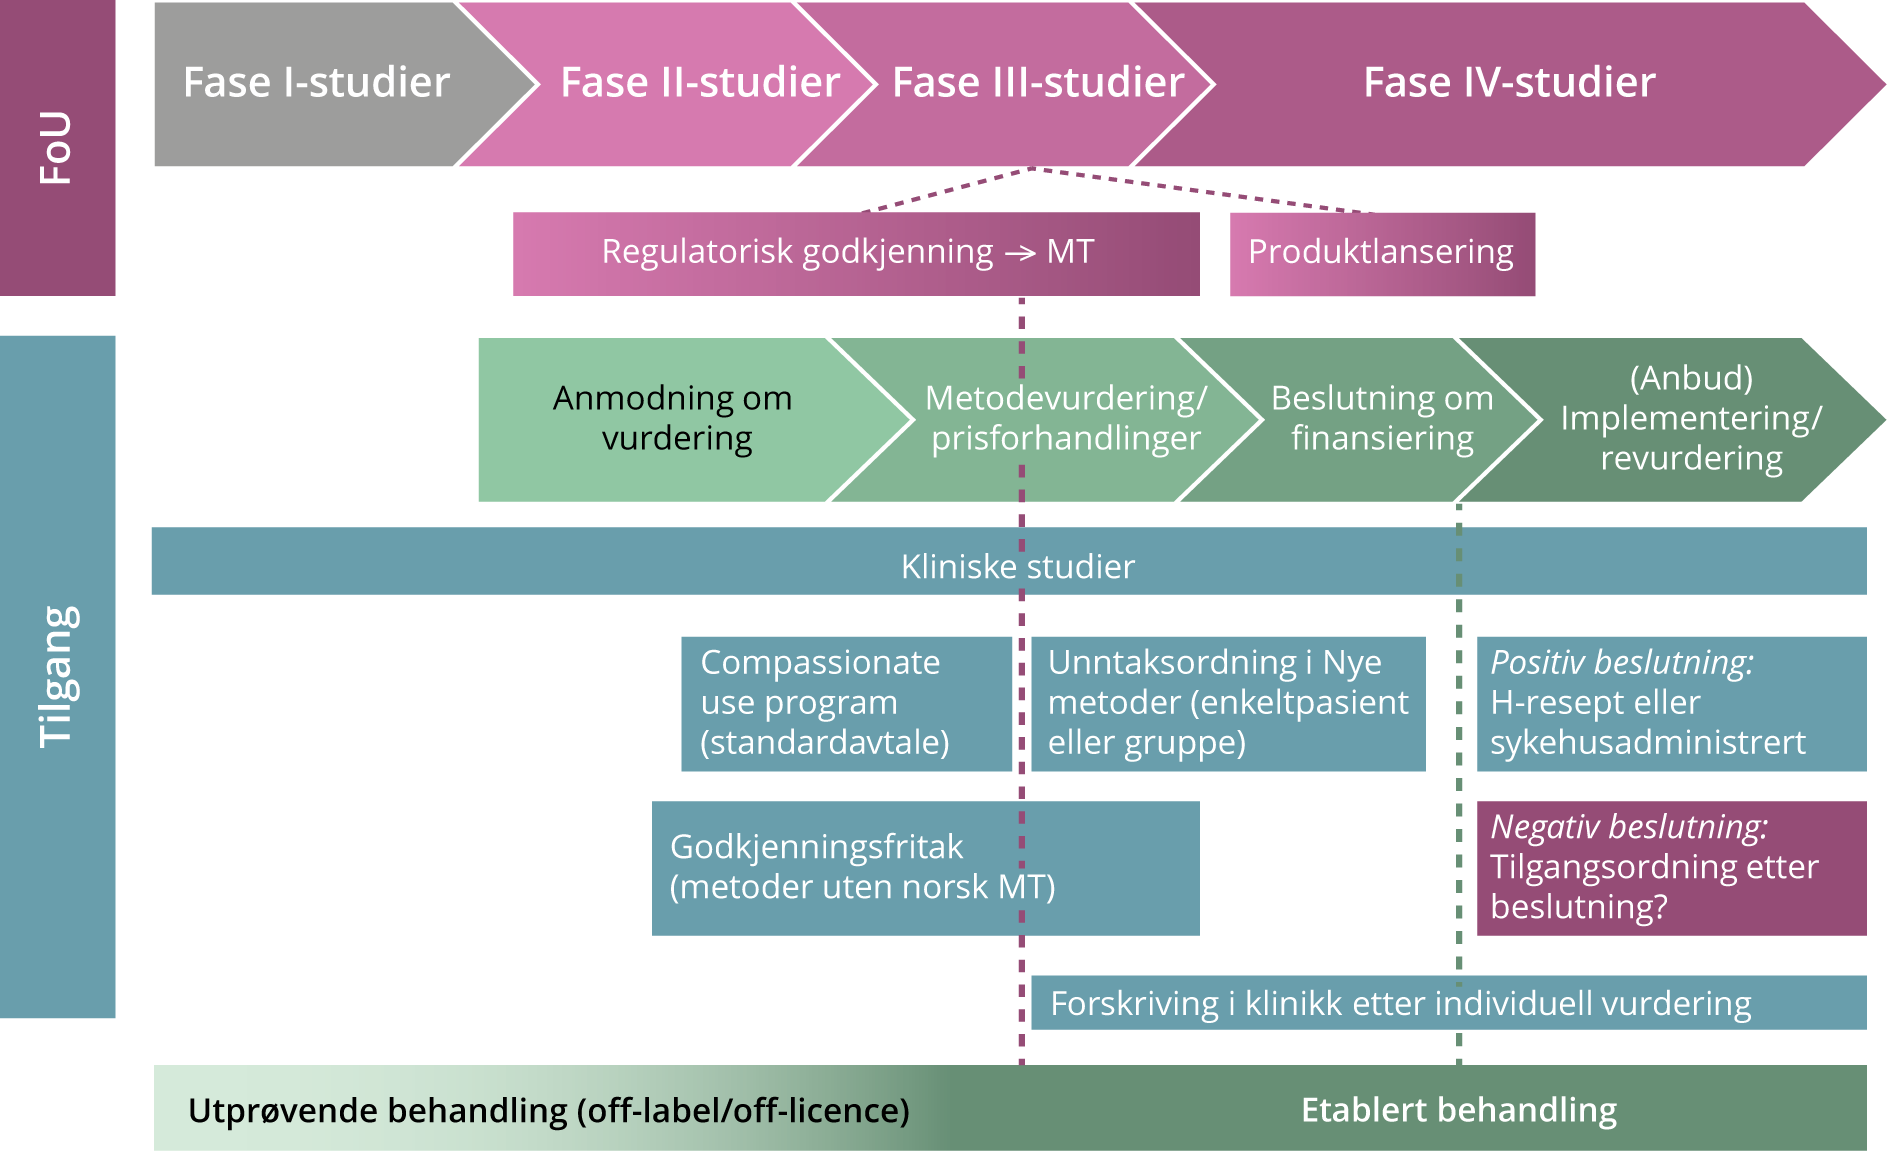 FoU
Fase I-studier
Fase II-studier
Fase III-studier
Fase IV-studier
Regulatorisk godkjenning → MT
Produktlansering
Tilgang
Anmodning om
vurdering
Metodevurdering/
prisforhandlinger
Beslutning om
finansiering
(Anbud)
Implementering/
revurdering
Kliniske studier
Compassionate
use program
(standardavtale)
Unntaksordning i Nye
metoder (enkeltpasient
eller gruppe)
Positiv beslutning:
H-resept eller
sykehusadministrert
Godkjenningsfritak
(metoder uten norsk MT)
Negativ beslutning:
Tilgangsordning etter
beslutning?
Forskriving i klinikk etter individuell vurdering
Utprøvende behandling (off-label/off-licence)
Etablert behandling